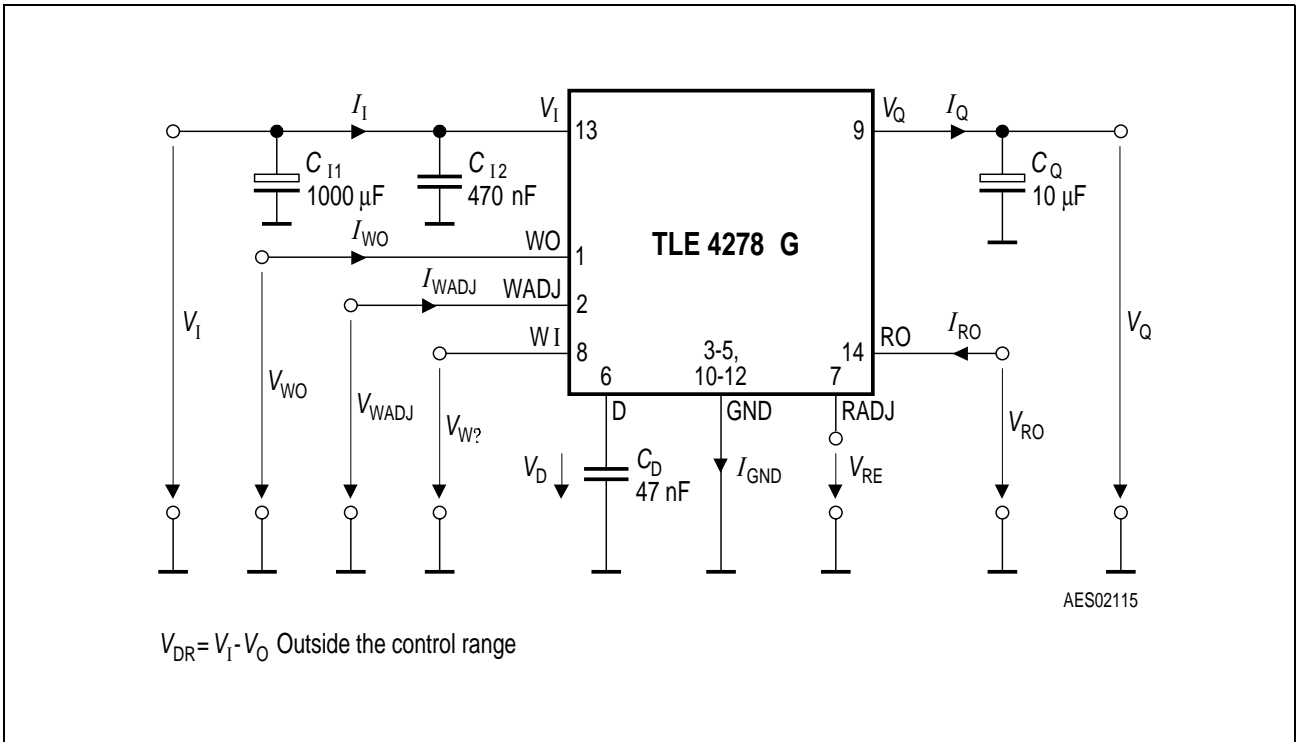 I_I
V_I
13
9
V_Q
I_Q
C_I1
1000 µF
C_I2
470 nF
C_Q
10 µF
I_WO
WO
1
TLE 4278 G
I_WADJ
WADJ
2
V_I
WI
8
3-5,
10-12
14
RO
I_RO
V_Q
6
7
V_WO
V_WADJ
V_W?
D
GND
RADJ
V_RO
V_D
C_D
47 nF
I_GND
V_RE
AES02115
V_DR = V_I - V_O Outside the control range